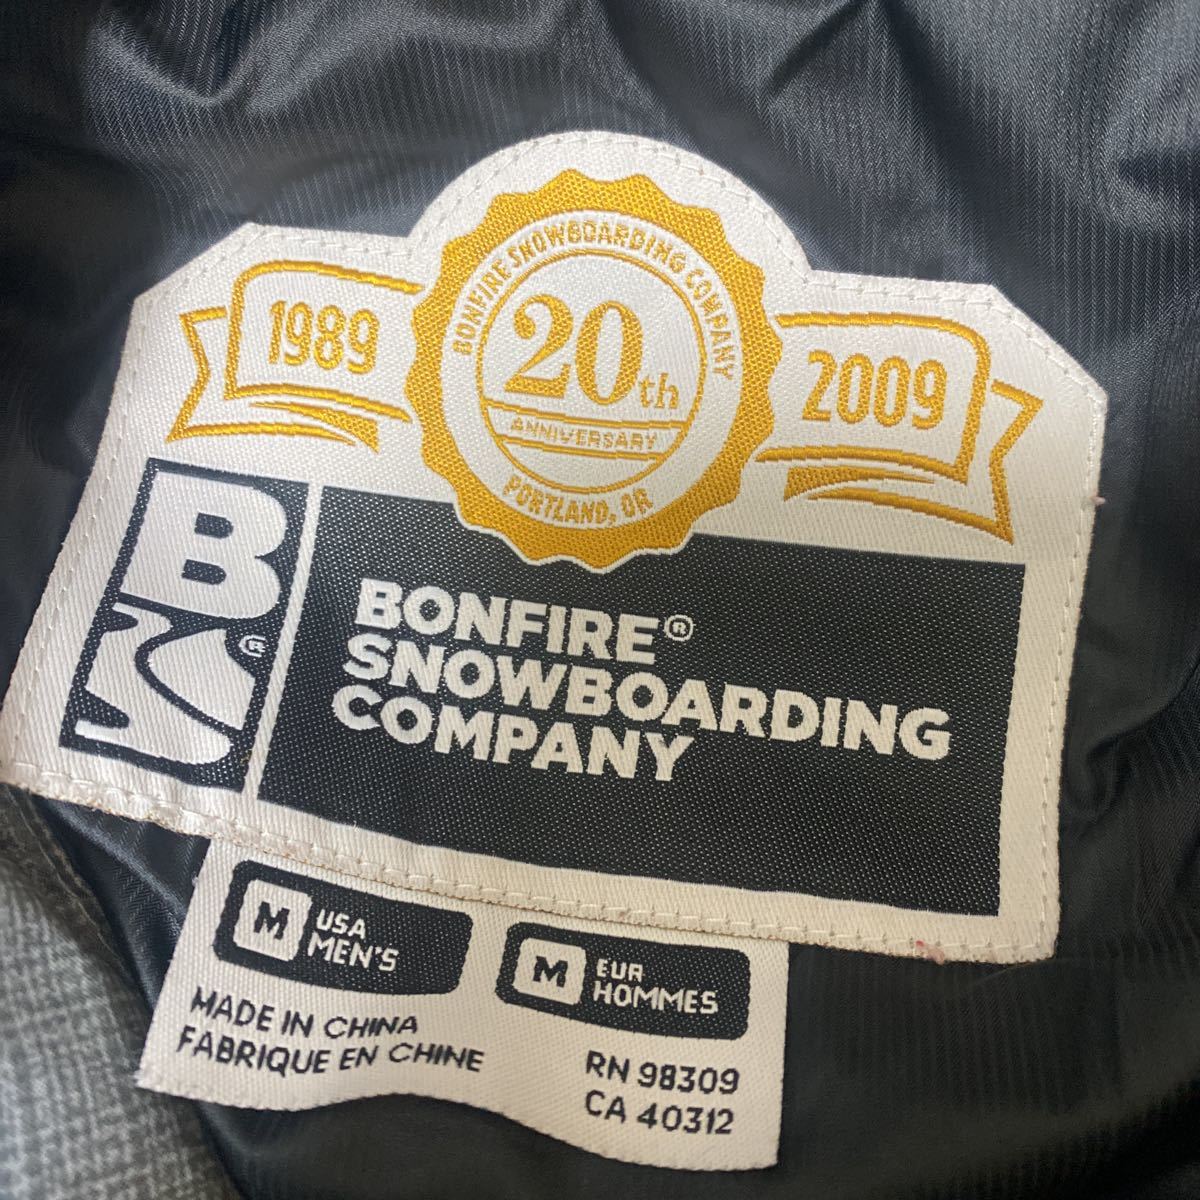 BONFIRE SNOWBOARDING COMPANY
1989
20th
2009
ANNIVERSARY
PORTLAND, OR
B
®
BONFIRE®
SNOWBOARDING
COMPANY
M USA MEN'S
M EUR HOMMES
MADE IN CHINA
FABRIQUE EN CHINE
RN 98309
CA 40312